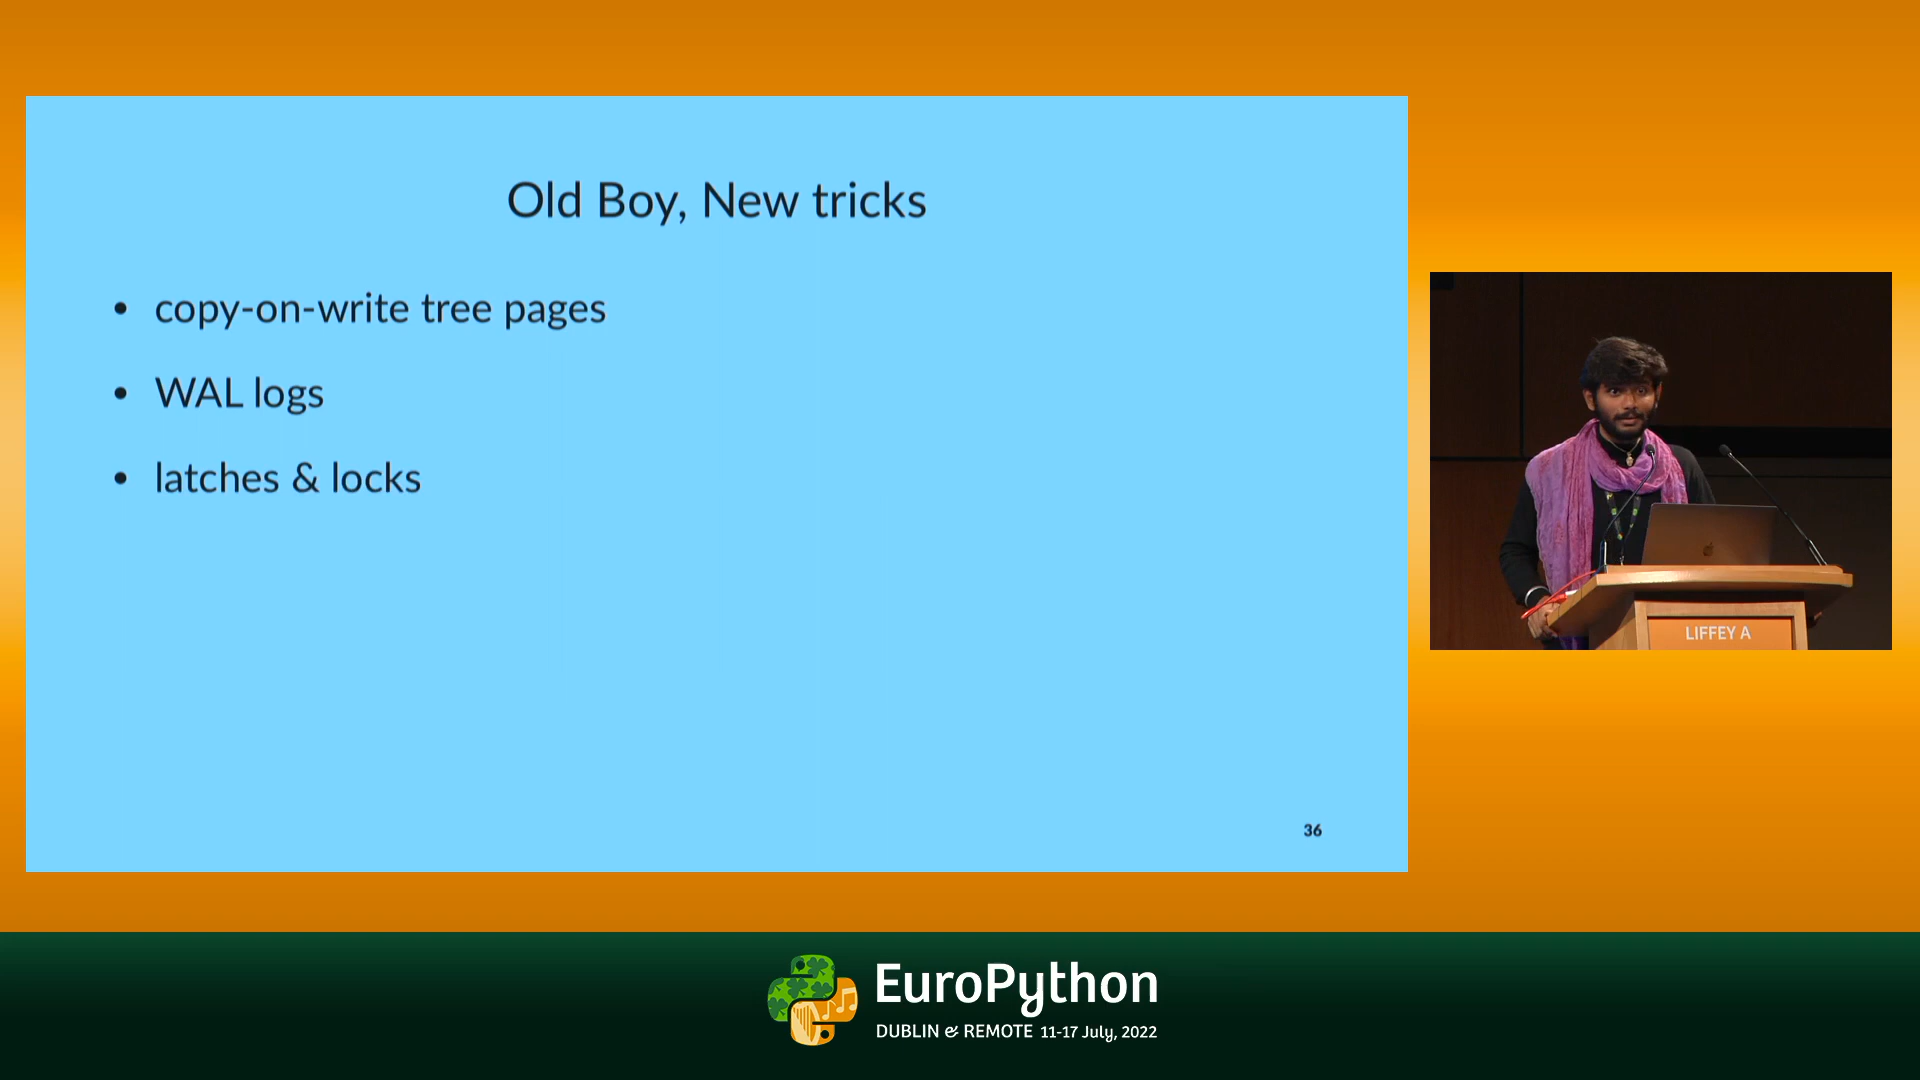 Old Boy, New tricks
• copy-on-write tree pages
• WAL logs
• latches & locks
36
LIFFEY A
EuroPython
DUBLIN & REMOTE 11-17 July, 2022